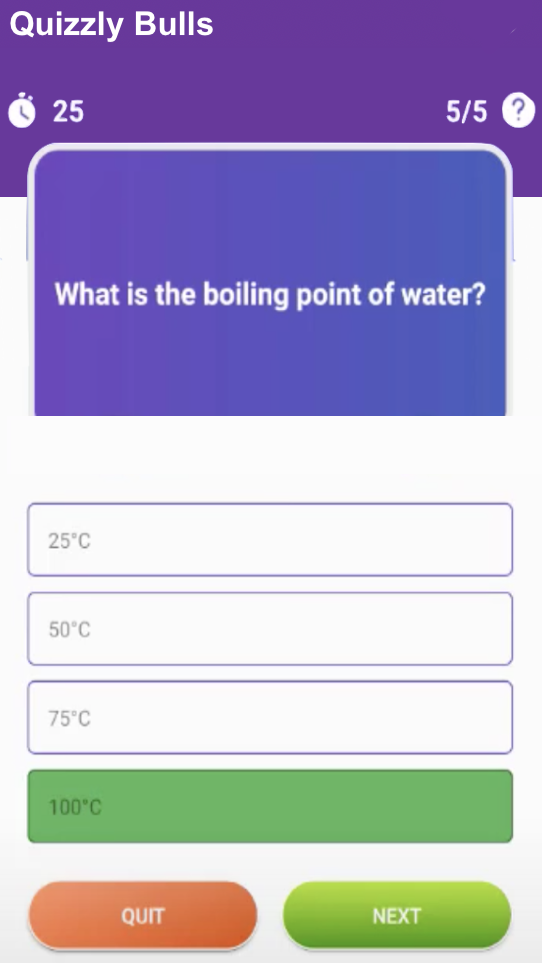 Quizzly Bulls
25
5/5 ?
What is the boiling point of water?
25°C
50°C
75°C
100°C
QUIT
NEXT